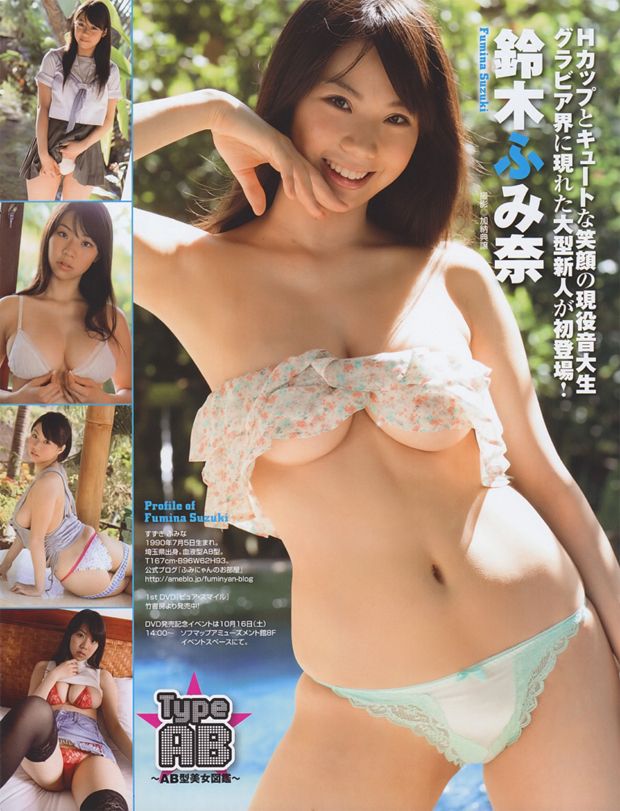 Hカップとキュートな笑顔の現役音大生
グラビア界に現れた大型新人が初登場!
鈴木ふみ奈
Fumina Suzuki
撮影/加納典譲
Profile of
Fumina Suzuki
すずき・ふみな
1990年7月5日生まれ。
埼玉県出身。血液型AB型。
T167cm・B96W62H93。
公式ブログ「ふみにゃんのお部屋」
http://ameblo.jp/fuminyan-blog
1st DVD「ピュア・スマイル」
竹書房より発売中!
DVD発売記念イベントは10月16日(土)
14:00〜 ソフマップアミューズメント館8F
イベントスペースにて。
Type
AB
〜AB型美女図鑑〜